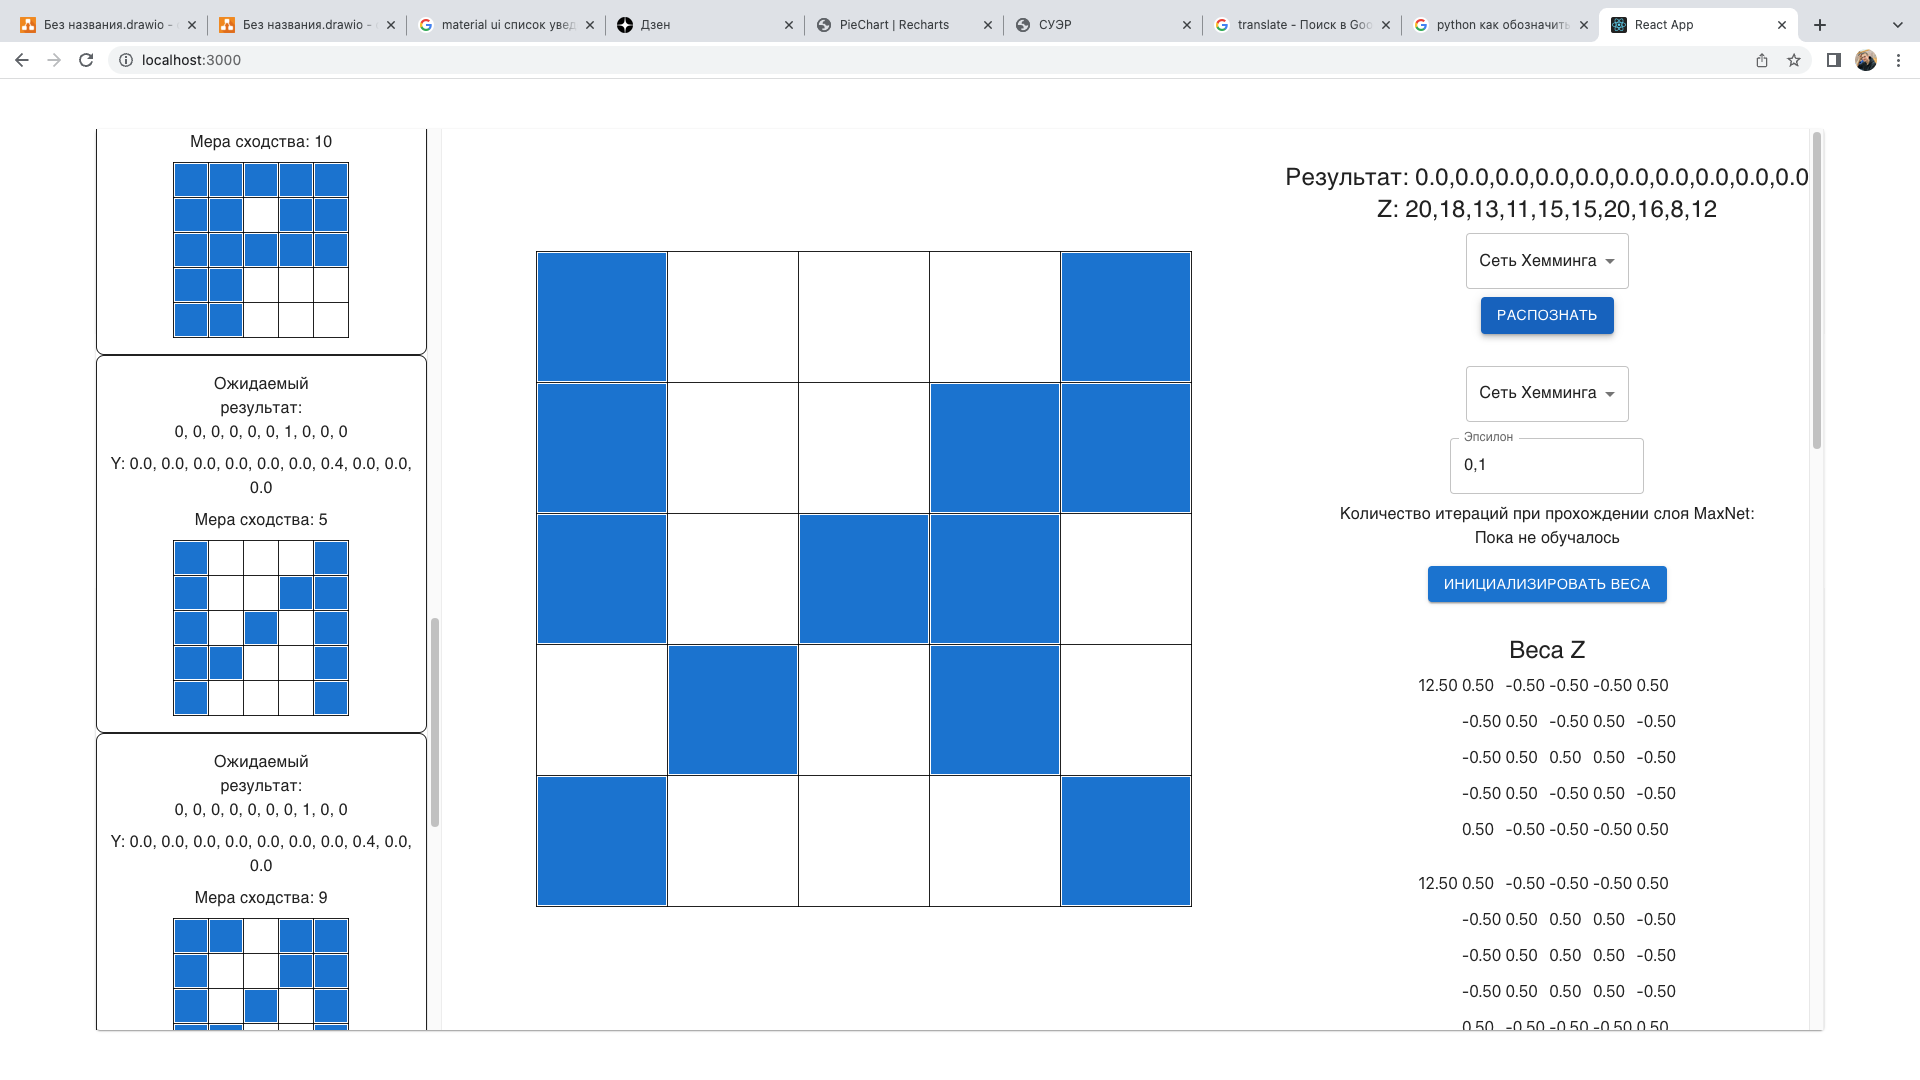 Без названия.drawio -
Без названия.drawio -
material ui список увед
Дзен
PieChart | Recharts
СУЭР
translate - Поиск в Goo
python как обозначить
React App
localhost:3000
Мера сходства: 10
Ожидаемый
результат:
0, 0, 0, 0, 0, 0, 1, 0, 0, 0
Y: 0.0, 0.0, 0.0, 0.0, 0.0, 0.0, 0.4, 0.0, 0.0,
0.0
Мера сходства: 5
Ожидаемый
результат:
0, 0, 0, 0, 0, 0, 0, 1, 0, 0
Y: 0.0, 0.0, 0.0, 0.0, 0.0, 0.0, 0.0, 0.4, 0.0,
0.0
Мера сходства: 9
Результат: 0.0,0.0,0.0,0.0,0.0,0.0,0.0,0.0,0.0,0.0
Z: 20,18,13,11,15,15,20,16,8,12
Сеть Хемминга
РАСПОЗНАТЬ
Сеть Хемминга
Эпсилон
0,1
Количество итераций при прохождении слоя MaxNet:
Пока не обучалось
ИНИЦИАЛИЗИРОВАТЬ ВЕСА
Веса Z
12.50 0.50 -0.50 -0.50 -0.50 0.50
-0.50 0.50 -0.50 0.50 -0.50
-0.50 0.50 0.50 0.50 -0.50
-0.50 0.50 -0.50 0.50 -0.50
0.50 -0.50 -0.50 -0.50 0.50
12.50 0.50 -0.50 -0.50 -0.50 0.50
-0.50 0.50 0.50 0.50 -0.50
-0.50 0.50 0.50 0.50 -0.50
-0.50 0.50 0.50 0.50 -0.50
0.50 -0.50 -0.50 -0.50 0.50